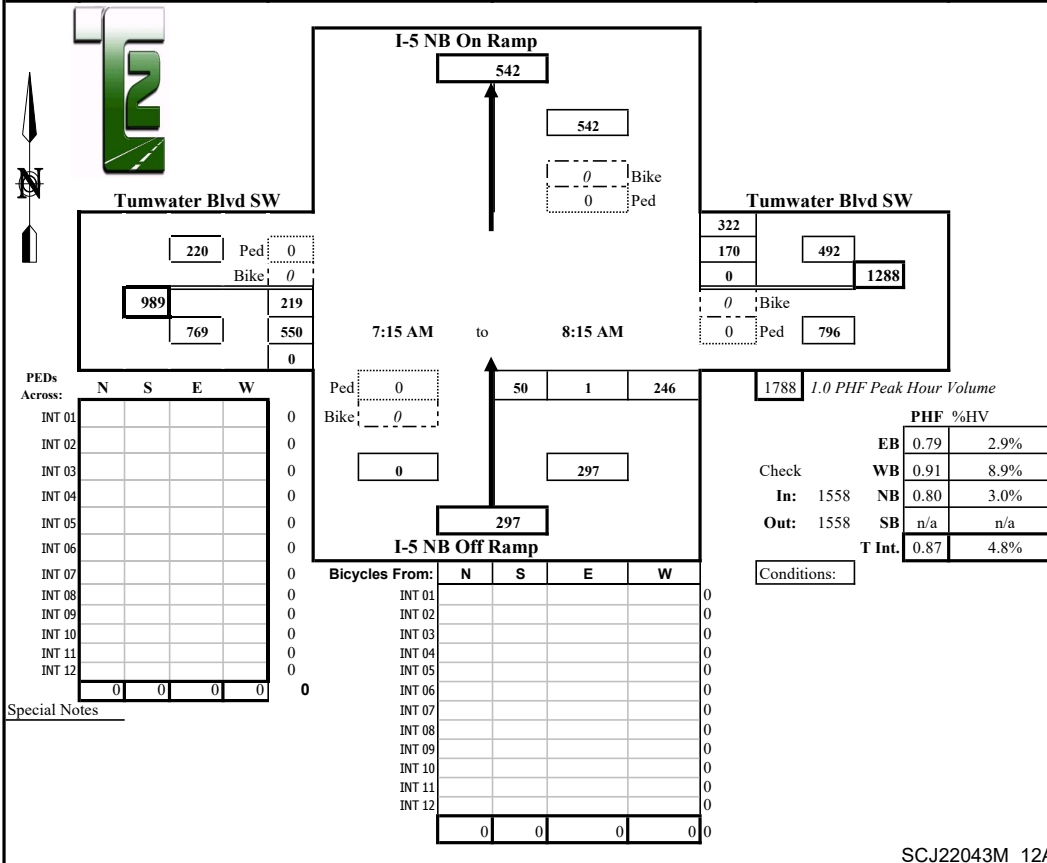 I-5 NB On Ramp
542
542
0 Bike
0 Ped
N
Tumwater Blvd SW
Tumwater Blvd SW
220 Ped 0
Bike 0
989 219
769 550
0
322
170 492
0 1288
0 Bike
0 Ped 796
7:15 AM to 8:15 AM
Ped 0 50 1 246
Bike 0
0 297
297
I-5 NB Off Ramp
1788 1.0 PHF Peak Hour Volume
PHF %HV
EB 0.79 2.9%
Check WB 0.91 8.9%
In: 1558 NB 0.80 3.0%
Out: 1558 SB n/a n/a
T Int. 0.87 4.8%
Conditions:
PEDs
Across: N S E W
INT 01 0
INT 02 0
INT 03 0
INT 04 0
INT 05 0
INT 06 0
INT 07 0
INT 08 0
INT 09 0
INT 10 0
INT 11 0
INT 12 0
0 0 0 0 0
Special Notes
Bicycles From: N S E W
INT 01 0
INT 02 0
INT 03 0
INT 04 0
INT 05 0
INT 06 0
INT 07 0
INT 08 0
INT 09 0
INT 10 0
INT 11 0
INT 12 0
0 0 0 0 0